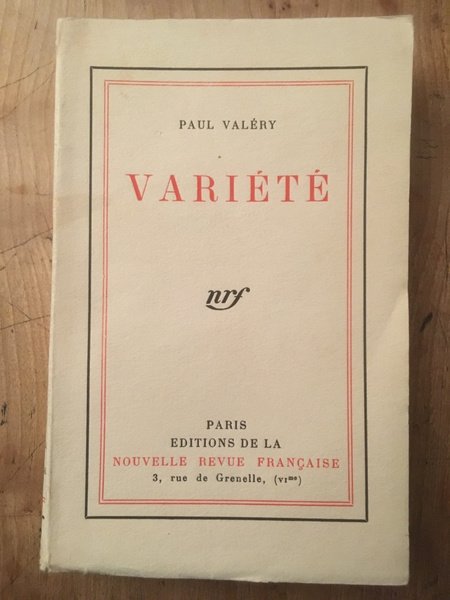 PAUL VALÉRY
VARIÉTÉ
nrf
PARIS
EDITIONS DE LA
NOUVELLE REVUE FRANÇAISE
3, rue de Grenelle, (VIme)